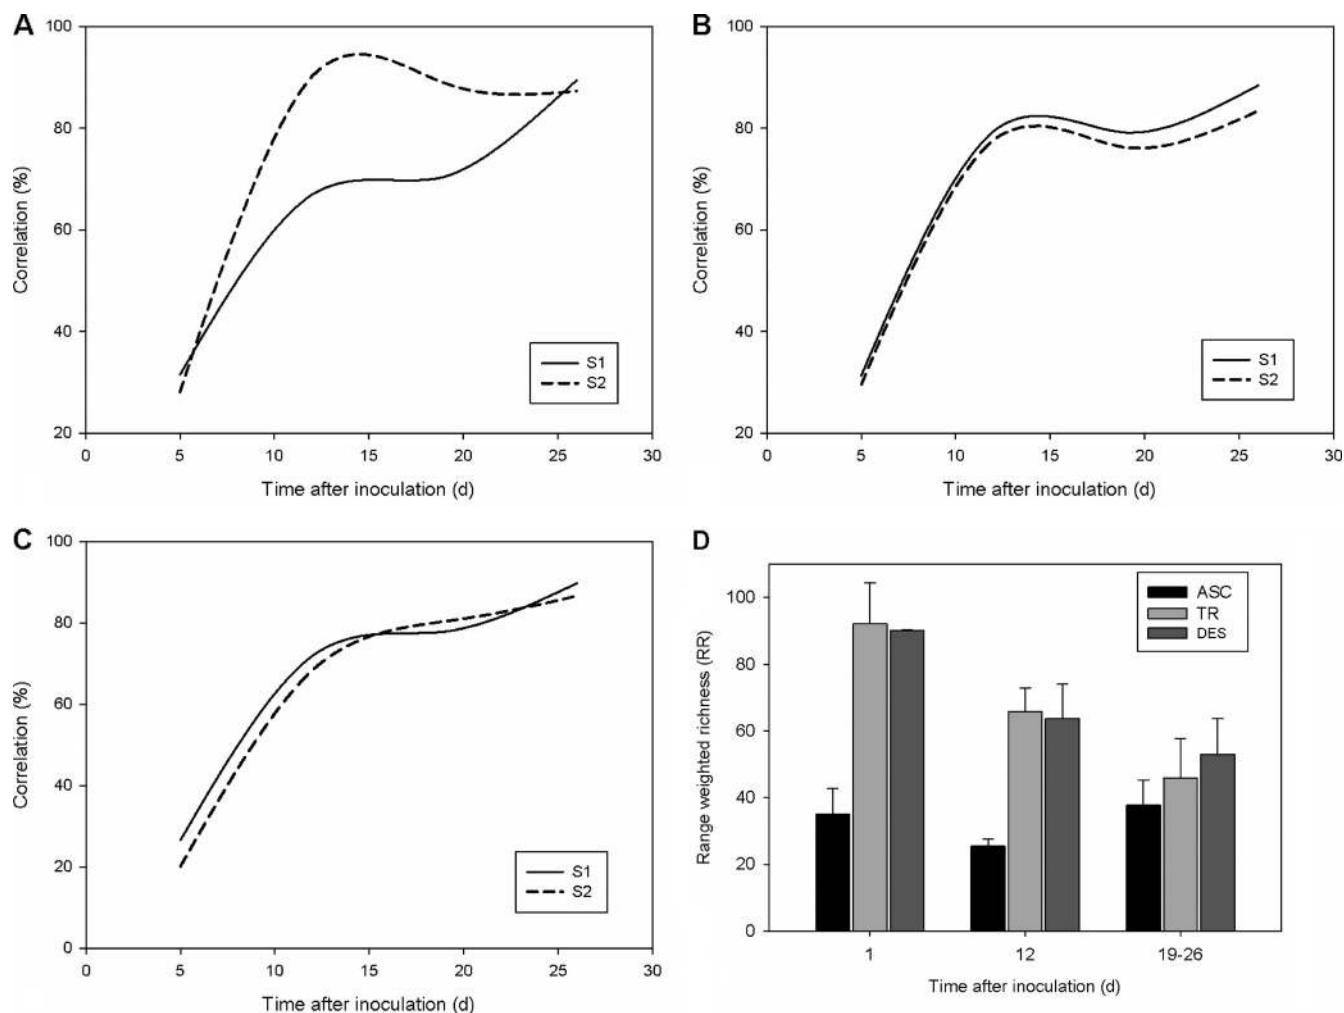 A
100
80
60
40
20
Correlation (%)
S1
S2
0 5 10 15 20 25 30
Time after inoculation (d)
B
100
80
60
40
20
Correlation (%)
S1
S2
0 5 10 15 20 25 30
Time after inoculation (d)
C
100
80
60
40
20
0
Correlation (%)
S1
S2
0 5 10 15 20 25 30
Time after inoculation (d)
D
100
80
60
40
20
0
Range weighted richness (RR)
ASC
TR
DES
1 12 19-26
Time after inoculation (d)